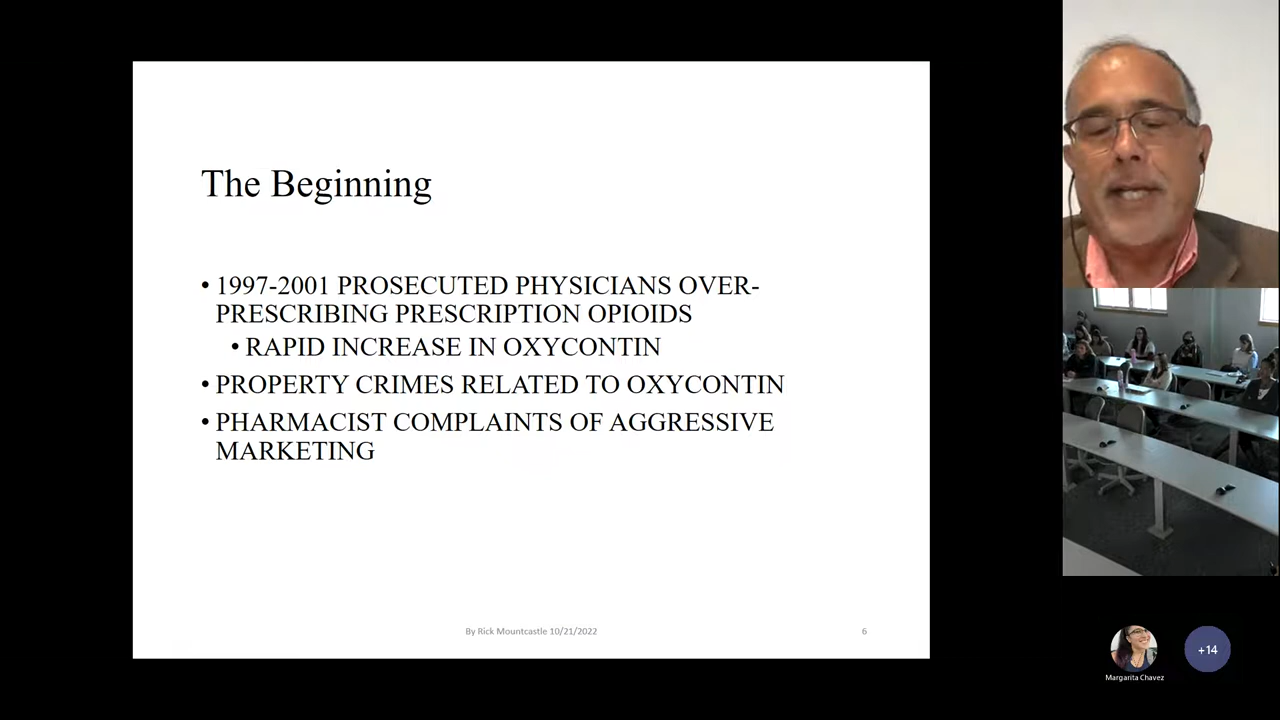 The Beginning
• 1997-2001 PROSECUTED PHYSICIANS OVER-
PRESCRIBING PRESCRIPTION OPIOIDS
• RAPID INCREASE IN OXYCONTIN
• PROPERTY CRIMES RELATED TO OXYCONTIN
• PHARMACIST COMPLAINTS OF AGGRESSIVE
MARKETING
By Rick Mountcastle 10/21/2022
6
Margarita Chavez
+14